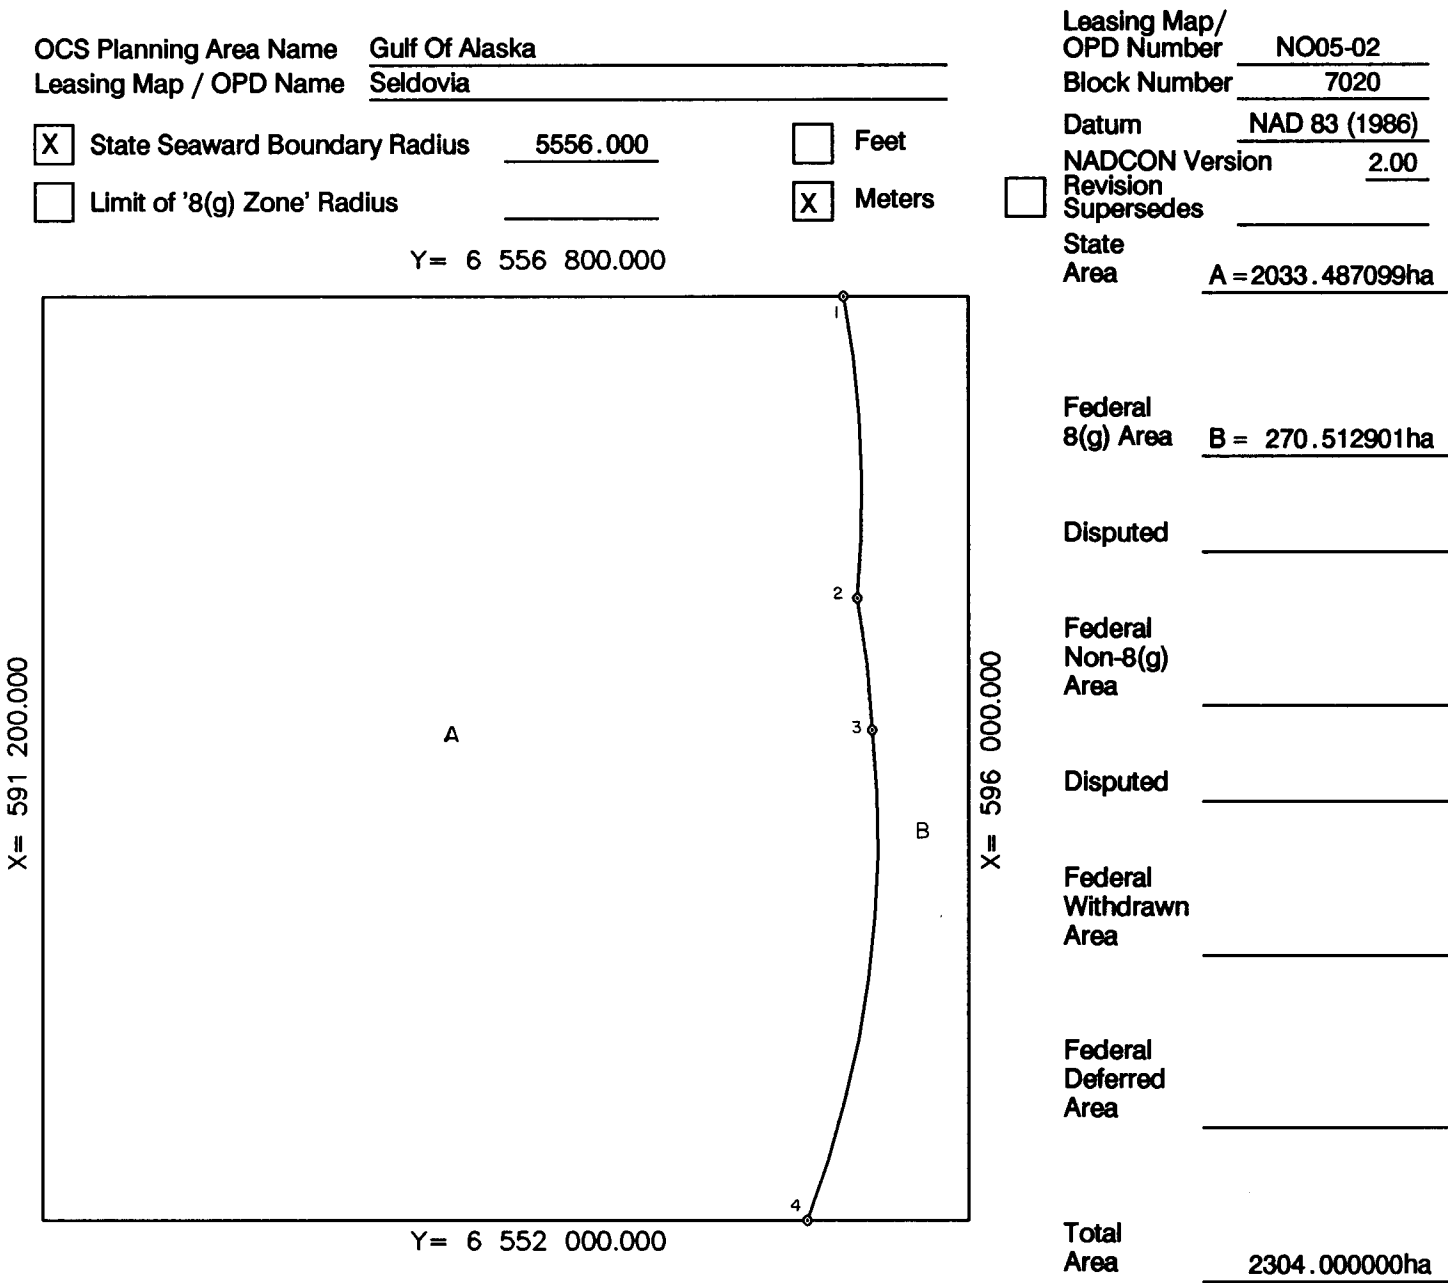 OCS Planning Area Name Gulf Of Alaska
Leasing Map / OPD Name Seldovia
X State Seaward Boundary Radius 5556.000
Limit of '8(g) Zone' Radius
Feet
X Meters
Leasing Map/
OPD Number NO05-02
Block Number 7020
Datum NAD 83 (1986)
NADCON Version 2.00
Revision
Supersedes
State
Area A =2033.487099ha
Federal
8(g) Area B = 270.512901ha
Disputed
Federal
Non-8(g)
Area
Disputed
Federal
Withdrawn
Area
Federal
Deferred
Area
Total
Area 2304.000000ha
Y= 6 556 800.000
1
2
X= 591 200.000
X= 596 000.000
3
A
B
4
Y= 6 552 000.000